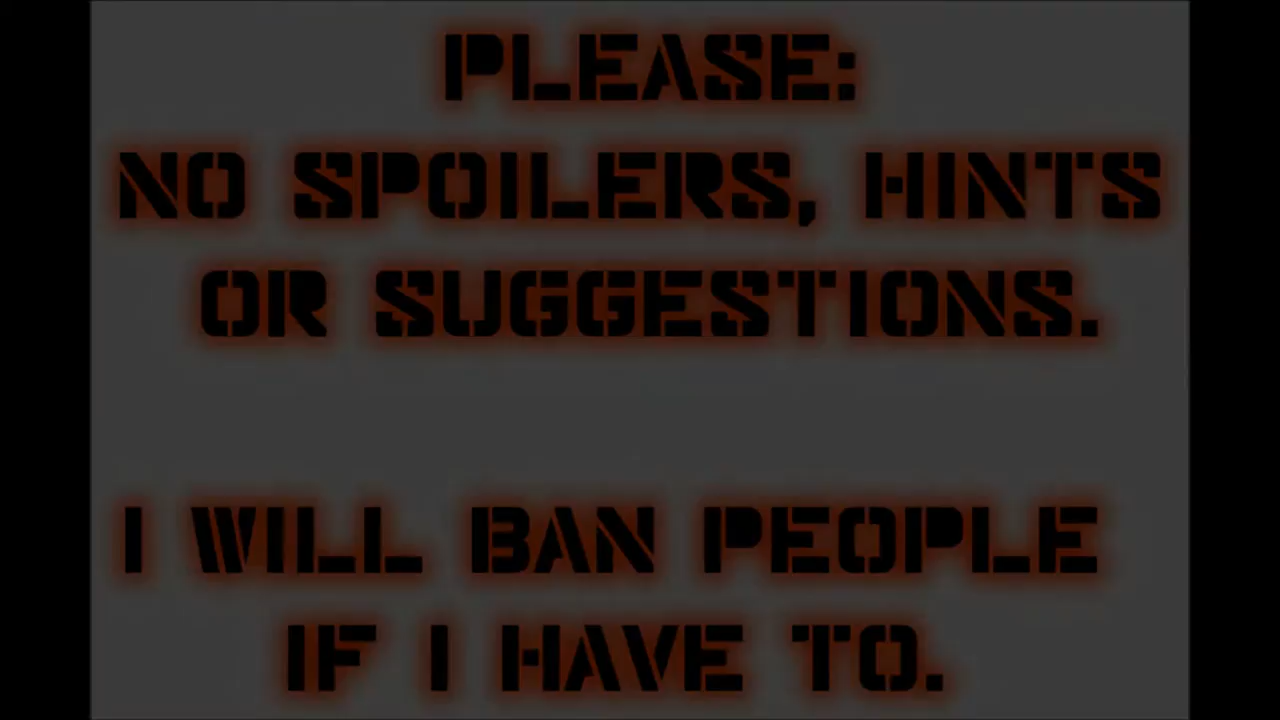 PLEASE:
NO SPOILERS, HINTS
OR SUGGESTIONS.
I WILL BAN PEOPLE
IF I HAVE TO.